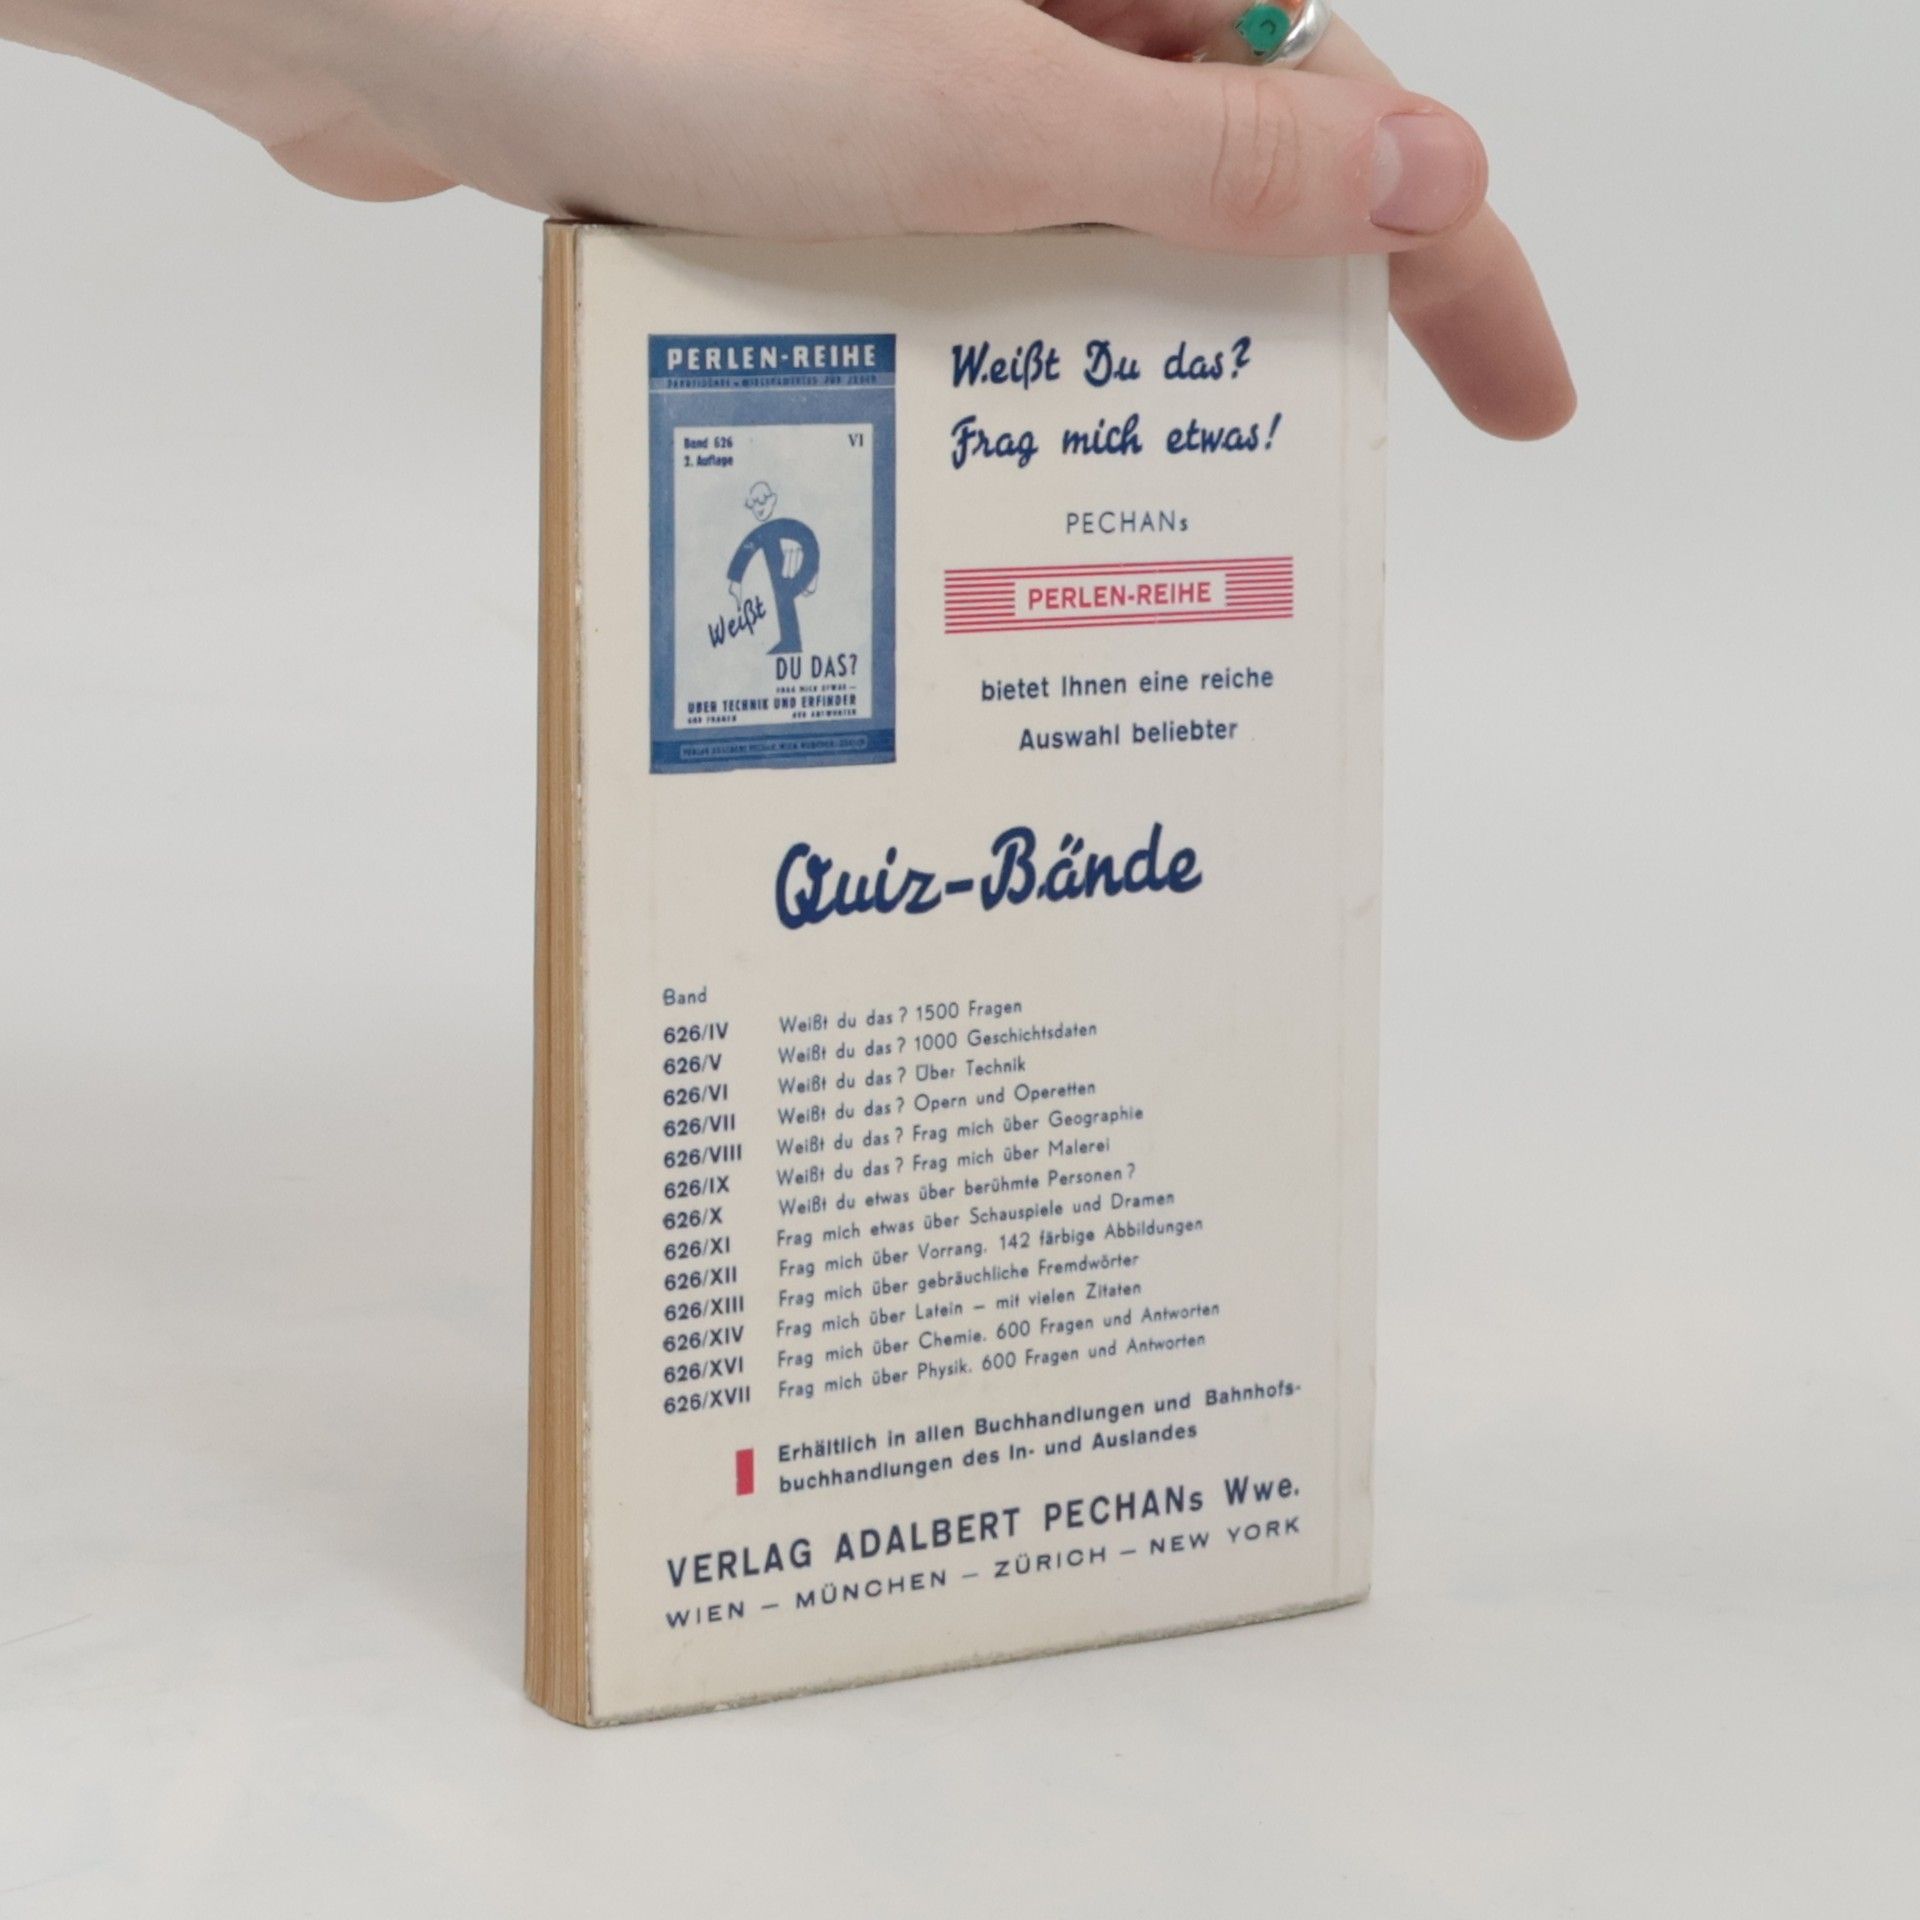 PERLEN-REIHE
Band 626 VI
2. Auflage
Weißt
DU DAS?
FRAG MICH ETWAS —
ÜBER TECHNIK UND ERFINDER
600 FRAGEN 600 ANTWORTEN
Weißt Du das?
Frag mich etwas!
PECHANs
PERLEN-REIHE
bietet Ihnen eine reiche
Auswahl beliebter
Quiz-Bände
Band
626/IV Weißt du das? 1500 Fragen
626/V Weißt du das? 1000 Geschichtsdaten
626/VI Weißt du das? Über Technik
626/VII Weißt du das? Opern und Operetten
626/VIII Weißt du das? Frag mich über Geographie
626/IX Weißt du das? Frag mich über Malerei
626/X Weißt du etwas über berühmte Personen?
626/XI Frag mich etwas über Schauspiele und Dramen
626/XII Frag mich über Vorrang. 142 färbige Abbildungen
626/XIII Frag mich über gebräuchliche Fremdwörter
626/XIV Frag mich über Latein – mit vielen Zitaten
626/XVI Frag mich über Chemie. 600 Fragen und Antworten
626/XVII Frag mich über Physik. 600 Fragen und Antworten
Erhältlich in allen Buchhandlungen und Bahnhofs-
buchhandlungen des In- und Auslandes
VERLAG ADALBERT PECHANs Wwe.
WIEN – MÜNCHEN – ZÜRICH – NEW YORK